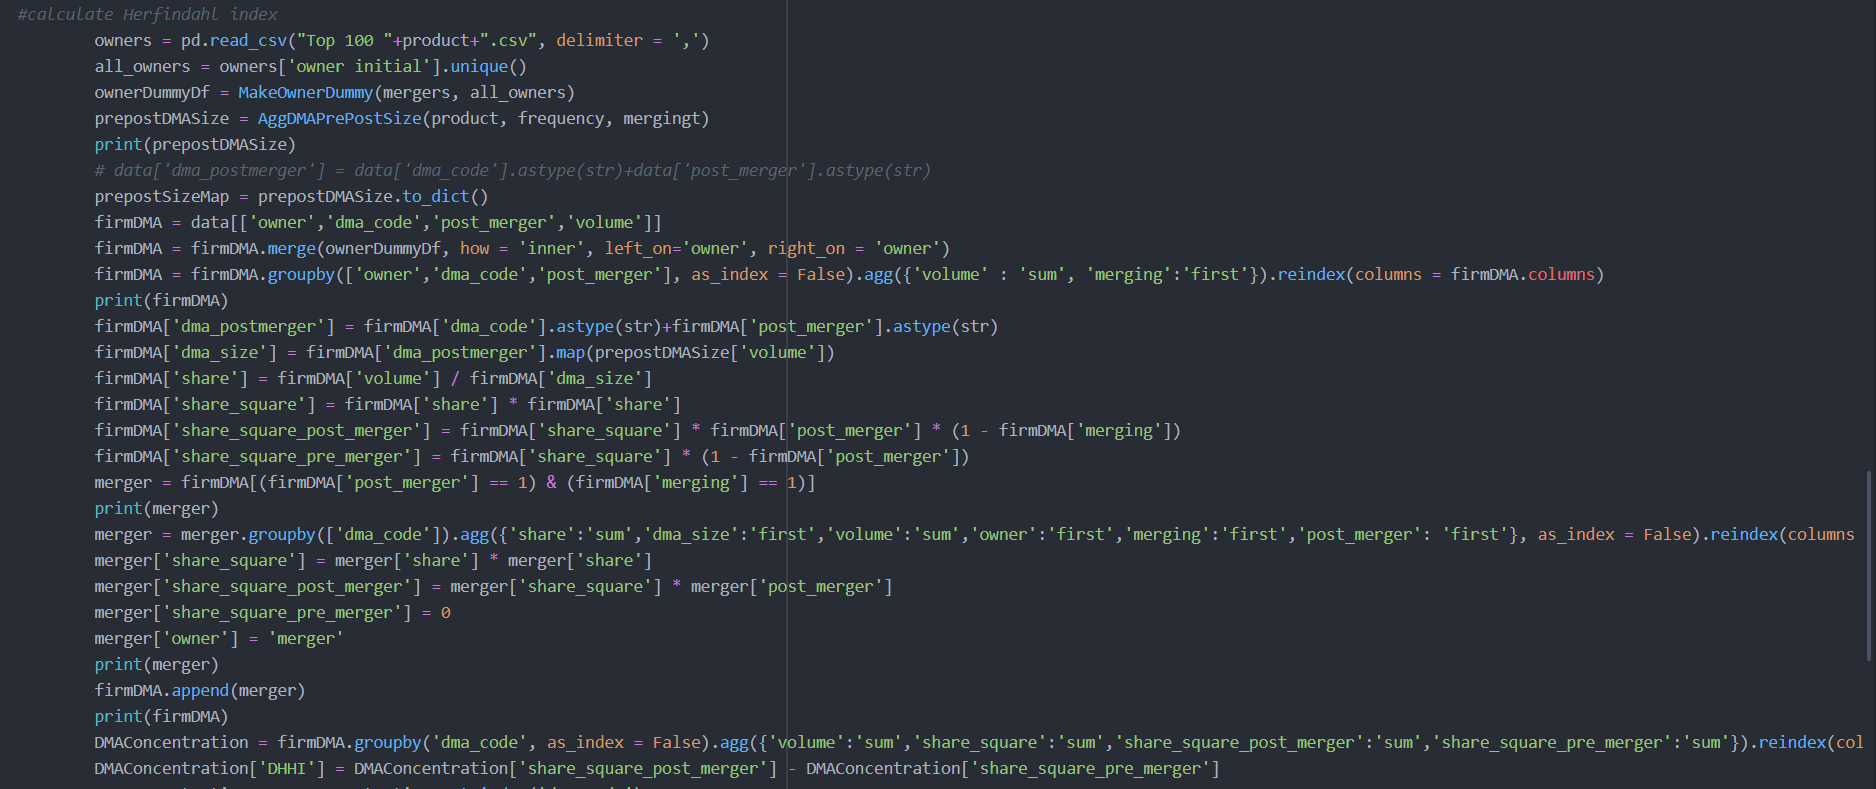 #calculate Herfindahl index
owners = pd.read_csv("Top 100 "+product+".csv", delimiter = ',')
all_owners = owners['owner initial'].unique()
ownerDummyDf = MakeOwnerDummy(mergers, all_owners)
prepostDMASize = AggDMAPrePostSize(product, frequency, mergingt)
print(prepostDMASize)
# data['dma_postmerger'] = data['dma_code'].astype(str)+data['post_merger'].astype(str)
prepostSizeMap = prepostDMASize.to_dict()
firmDMA = data[['owner','dma_code','post_merger','volume']]
firmDMA = firmDMA.merge(ownerDummyDf, how = 'inner', left_on='owner', right_on = 'owner')
firmDMA = firmDMA.groupby(['owner','dma_code','post_merger'], as_index = False).agg({'volume' : 'sum', 'merging':'first'}).reindex(columns = firmDMA.columns)
print(firmDMA)
firmDMA['dma_postmerger'] = firmDMA['dma_code'].astype(str)+firmDMA['post_merger'].astype(str)
firmDMA['dma_size'] = firmDMA['dma_postmerger'].map(prepostDMASize['volume'])
firmDMA['share'] = firmDMA['volume'] / firmDMA['dma_size']
firmDMA['share_square'] = firmDMA['share'] * firmDMA['share']
firmDMA['share_square_post_merger'] = firmDMA['share_square'] * firmDMA['post_merger'] * (1 - firmDMA['merging'])
firmDMA['share_square_pre_merger'] = firmDMA['share_square'] * (1 - firmDMA['post_merger'])
merger = firmDMA[(firmDMA['post_merger'] == 1) & (firmDMA['merging'] == 1)]
print(merger)
merger = merger.groupby(['dma_code']).agg({'share':'sum','dma_size':'first','volume':'sum','owner':'first','merging':'first','post_merger': 'first'}, as_index = False).reindex(columns
merger['share_square'] = merger['share'] * merger['share']
merger['share_square_post_merger'] = merger['share_square'] * merger['post_merger']
merger['share_square_pre_merger'] = 0
merger['owner'] = 'merger'
print(merger)
firmDMA.append(merger)
print(firmDMA)
DMAConcentration = firmDMA.groupby('dma_code', as_index = False).agg({'volume':'sum','share_square':'sum','share_square_post_merger':'sum','share_square_pre_merger':'sum'}).reindex(col
DMAConcentration['DHHI'] = DMAConcentration['share_square_post_merger'] - DMAConcentration['share_square_pre_merger']